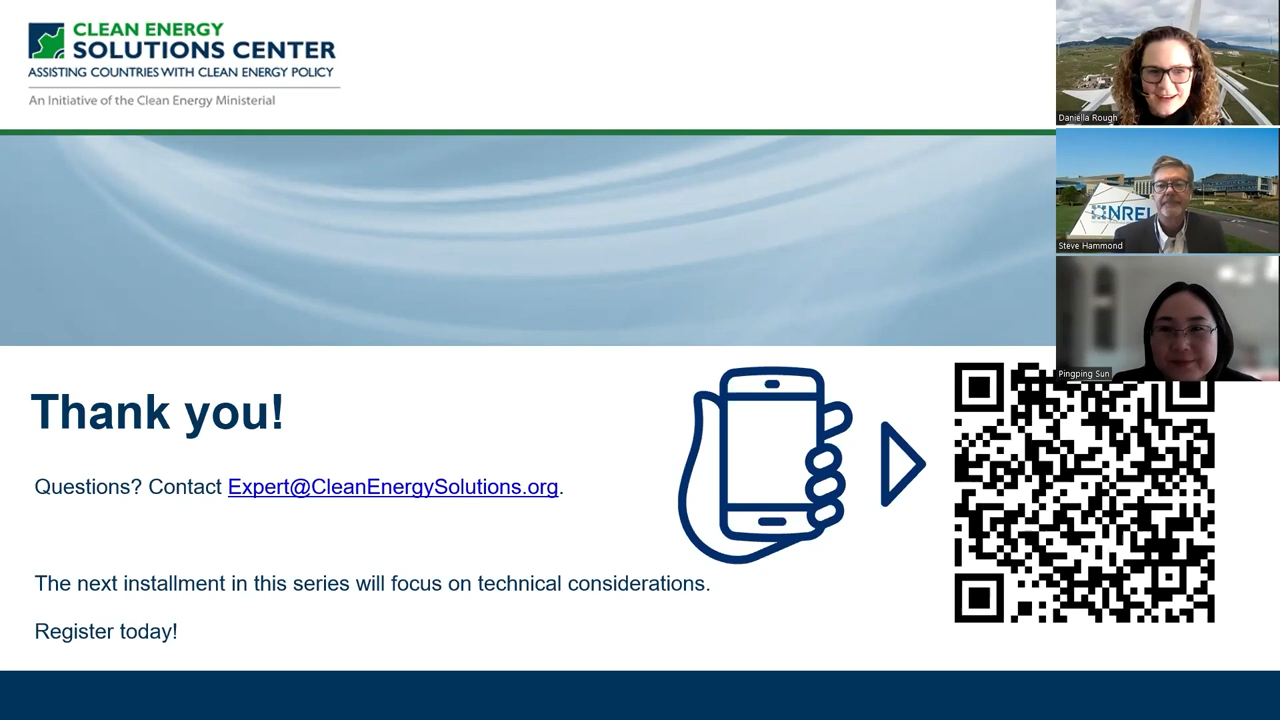 CLEAN ENERGY
SOLUTIONS CENTER
ASSISTING COUNTRIES WITH CLEAN ENERGY POLICY
An Initiative of the Clean Energy Ministerial
Daniella Rough
NREL
Steve Hammond
Pingping Sun
Thank you!
Questions? Contact Expert@CleanEnergySolutions.org.
The next installment in this series will focus on technical considerations.
Register today!